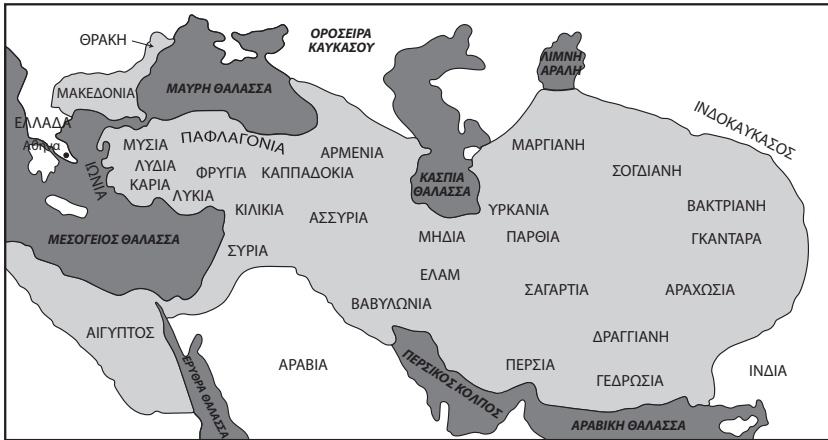 ΟΡΟΣΕΙΡΑ
ΚΑΥΚΑΣΟΥ
ΘΡΑΚΗ
ΛΙΜΝΗ
ΑΡΑΛΗ
ΜΑΥΡΗ ΘΑΛΑΣΣΑ
ΜΑΚΕΔΟΝΙΑ
ΙΝΔΟΚΑΥΚΑΣΟΣ
ΕΛΛΑΔΑ
Αθήνα
ΙΩΝΙΑ
ΜΥΣΙΑ
ΠΑΦΛΑΓΟΝΙΑ
ΛΥΔΙΑ
ΚΑΡΙΑ
ΦΡΥΓΙΑ
ΚΑΠΠΑΔΟΚΙΑ
ΑΡΜΕΝΙΑ
ΛΥΚΙΑ
ΚΙΛΙΚΙΑ
ΑΣΣΥΡΙΑ
ΚΑΣΠΙΑ
ΘΑΛΑΣΣΑ
ΜΑΡΓΙΑΝΗ
ΣΟΓΔΙΑΝΗ
ΥΡΚΑΝΙΑ
ΒΑΚΤΡΙΑΝΗ
ΜΕΣΟΓΕΙΟΣ ΘΑΛΑΣΣΑ
ΣΥΡΙΑ
ΜΗΔΙΑ
ΠΑΡΘΙΑ
ΓΚΑΝΤΑΡΑ
ΕΛΑΜ
ΒΑΒΥΛΩΝΙΑ
ΣΑΓΑΡΤΙΑ
ΑΡΑΧΩΣΙΑ
ΑΙΓΥΠΤΟΣ
ΔΡΑΓΓΙΑΝΗ
ΕΡΥΘΡΑ ΘΑΛΑΣΣΑ
ΑΡΑΒΙΑ
ΠΕΡΣΙΚΟΣ ΚΟΛΠΟΣ
ΠΕΡΣΙΑ
ΓΕΔΡΩΣΙΑ
ΙΝΔΙΑ
ΑΡΑΒΙΚΗ ΘΑΛΑΣΣΑ